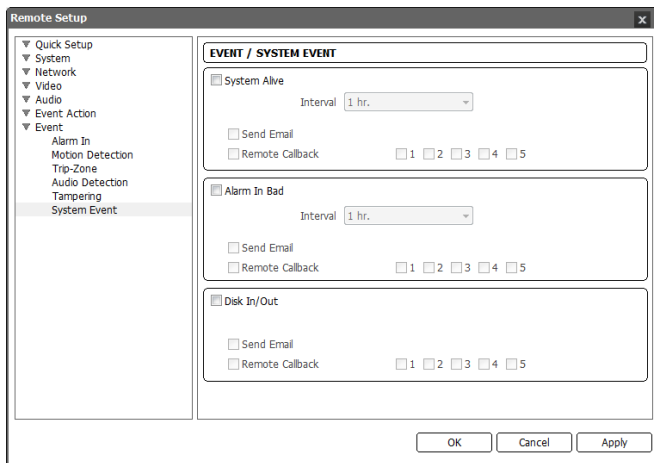 Remote Setup
x
Quick Setup
System
Network
Video
Audio
Event Action
Event
Alarm In
Motion Detection
Trip-Zone
Audio Detection
Tampering
System Event
EVENT / SYSTEM EVENT
System Alive
Interval 1 hr.
Send Email
Remote Callback 1 2 3 4 5
Alarm In Bad
Interval 1 hr.
Send Email
Remote Callback 1 2 3 4 5
Disk In/Out
Send Email
Remote Callback 1 2 3 4 5
OK Cancel Apply